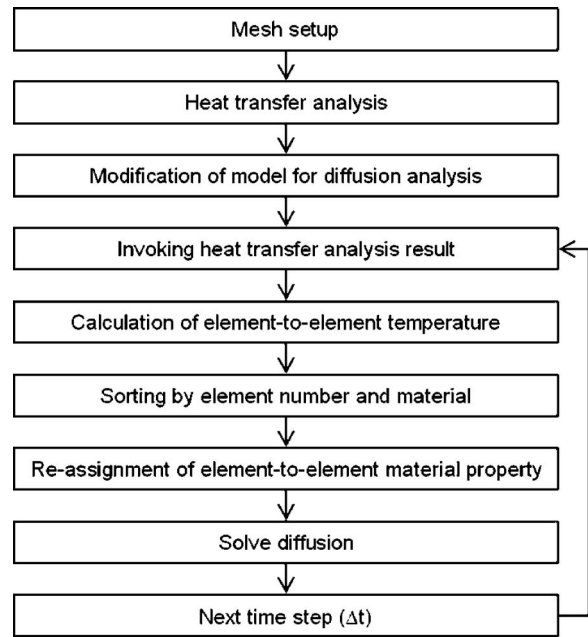 Mesh setup
Heat transfer analysis
Modification of model for diffusion analysis
Invoking heat transfer analysis result
Calculation of element-to-element temperature
Sorting by element number and material
Re-assignment of element-to-element material property
Solve diffusion
Next time step (Δt)